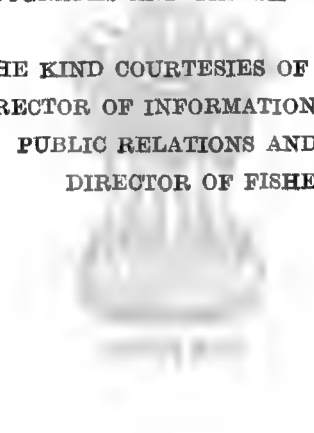 HE KIND COURTESIES OF
RECTOR OF INFORMATION
PUBLIC RELATIONS AND
DIRECTOR OF FISHE